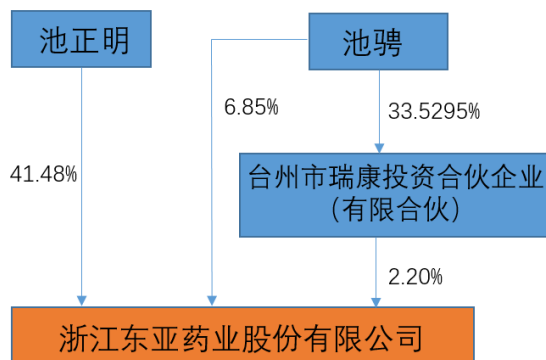 池正明
池骋
6.85%
33.5295%
41.48%
台州市瑞康投资合伙企业
（有限合伙）
2.20%
浙江东亚药业股份有限公司